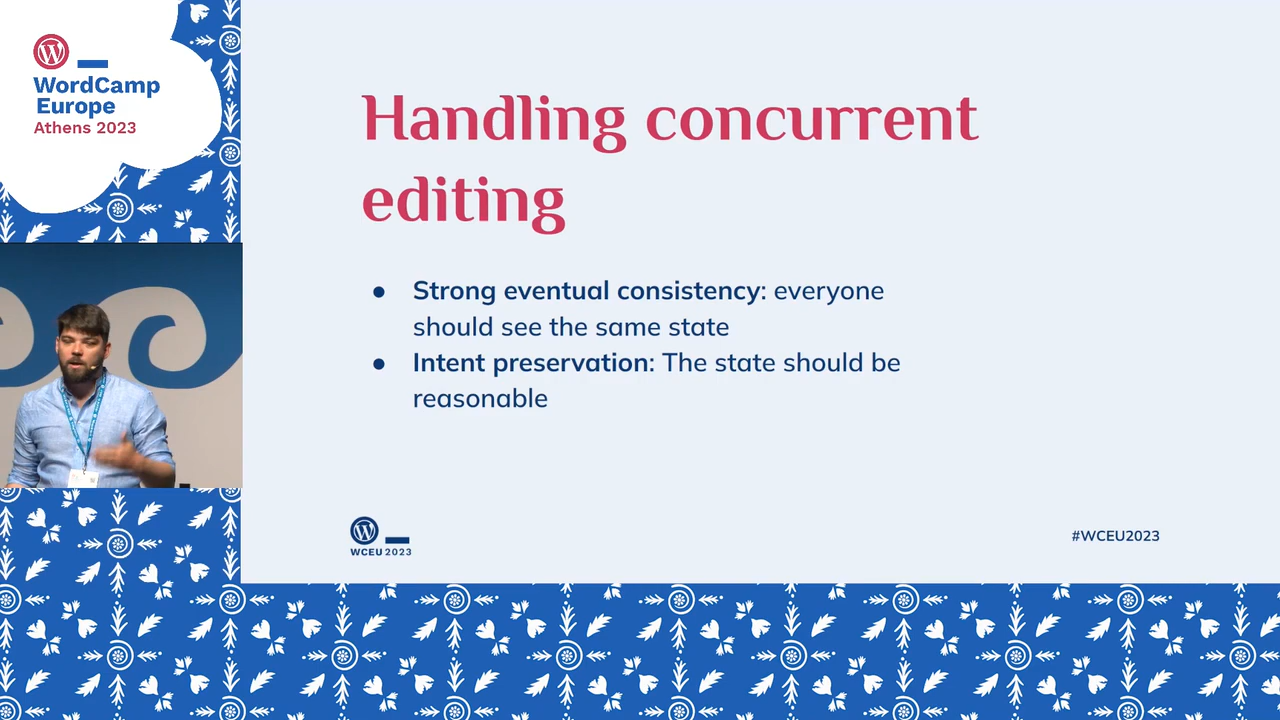 WordCamp
Europe
Athens 2023
Handling concurrent
editing
● Strong eventual consistency: everyone
should see the same state
● Intent preservation: The state should be
reasonable
WCEU 2023
#WCEU2023